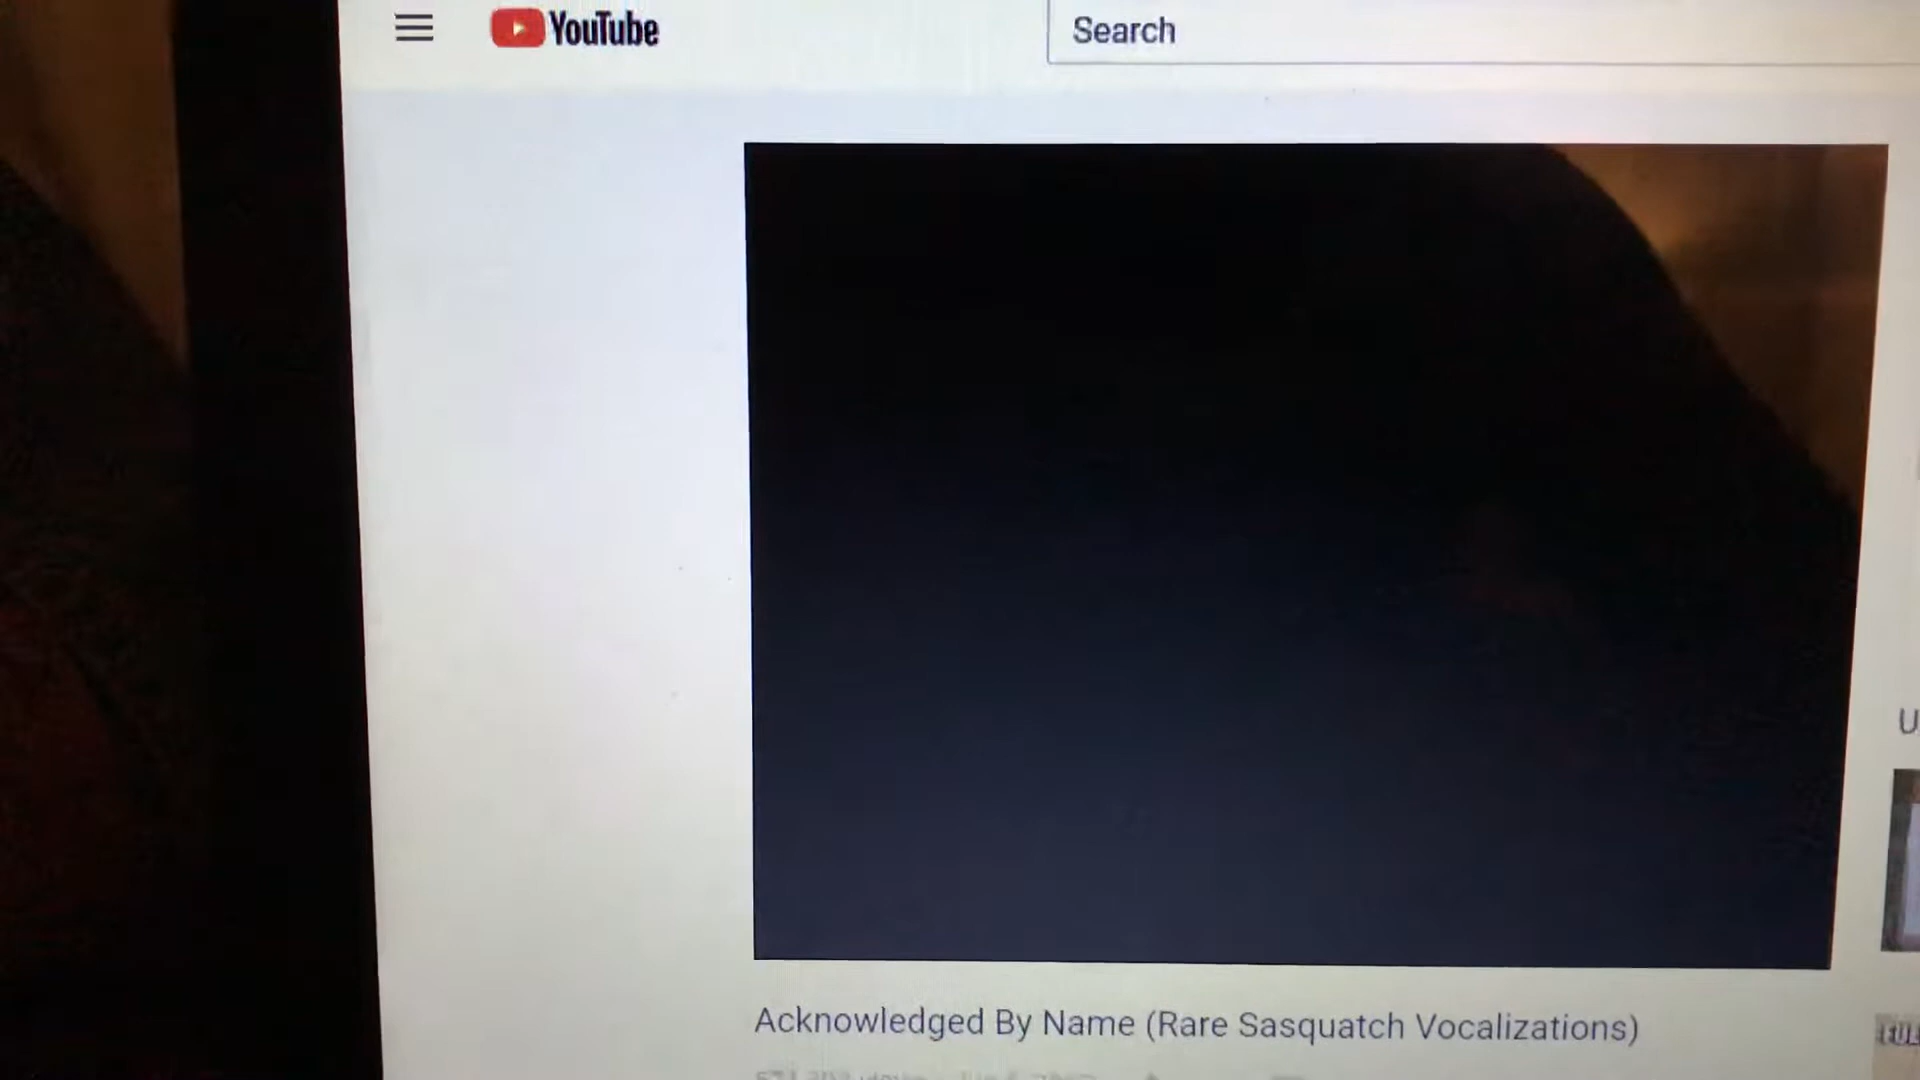 YouTube
Search
Acknowledged By Name (Rare Sasquatch Vocalizations)